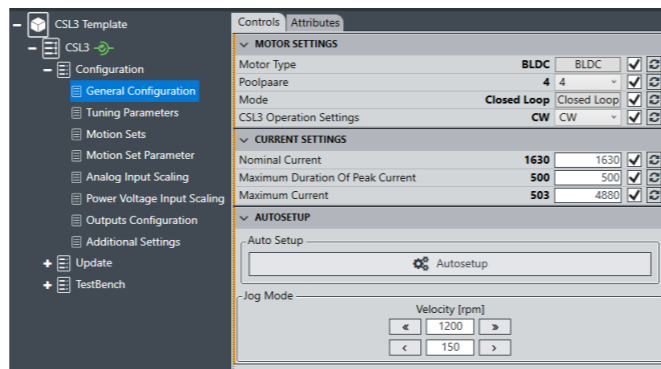 CSL3 Template
CSL3
Configuration
General Configuration
Tuning Parameters
Motion Sets
Motion Set Parameter
Analog Input Scaling
Power Voltage Input Scaling
Outputs Configuration
Additional Settings
Update
TestBench
Controls Attributes
MOTOR SETTINGS
Motor Type BLDC BLDC
Poolpaare 4 4
Mode Closed Loop Closed Loop
CSL3 Operation Settings CW CW
CURRENT SETTINGS
Nominal Current 1630 1630
Maximum Duration Of Peak Current 500 500
Maximum Current 503 4880
AUTOSETUP
Auto Setup
Autosetup
Jog Mode
Velocity [rpm]
« 1200 »
< 150 >